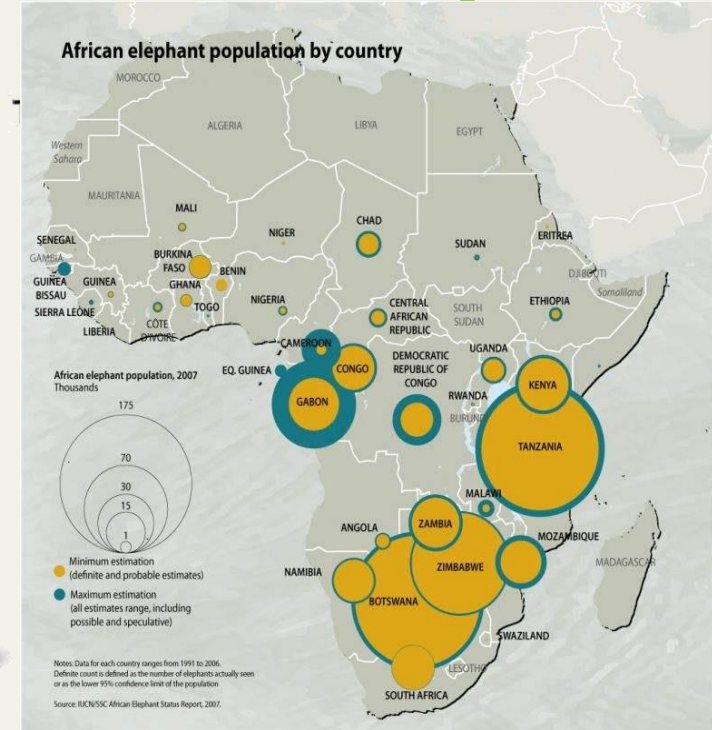 African elephant population by country
MOROCCO
ALGERIA
LIBYA
EGYPT
Western
Sahara
MAURITANIA
MALI
NIGER
CHAD
SUDAN
ERITREA
SENEGAL
GAMBIA
GUINEA
BISSAU
GUINEA
BURKINA
FASO
BENIN
GHANA
TOGO
NIGERIA
SIERRA LEONE
LIBERIA
CÔTE
D'IVOIRE
DJIBOUTI
Somaliland
ETHIOPIA
SOUTH
SUDAN
CENTRAL
AFRICAN
REPUBLIC
CAMEROON
EQ. GUINEA
CONGO
GABON
DEMOCRATIC
REPUBLIC OF
CONGO
UGANDA
KENYA
RWANDA
BURUNDI
TANZANIA
African elephant population, 2007
Thousands
175
70
30
15
1
Minimum estimation
(definite and probable estimates)
Maximum estimation
(all estimates range, including
possible and speculative)
MALAWI
ANGOLA
ZAMBIA
MOZAMBIQUE
MADAGASCAR
NAMIBIA
ZIMBABWE
BOTSWANA
SWAZILAND
LESOTHO
SOUTH AFRICA
Notes: Data for each country ranges from 1991 to 2006.
Definite count is defined as the number of elephants actually seen
or as the lower 95% confidence limit of the population
Source: IUCN/SSC African Elephant Status Report, 2007.